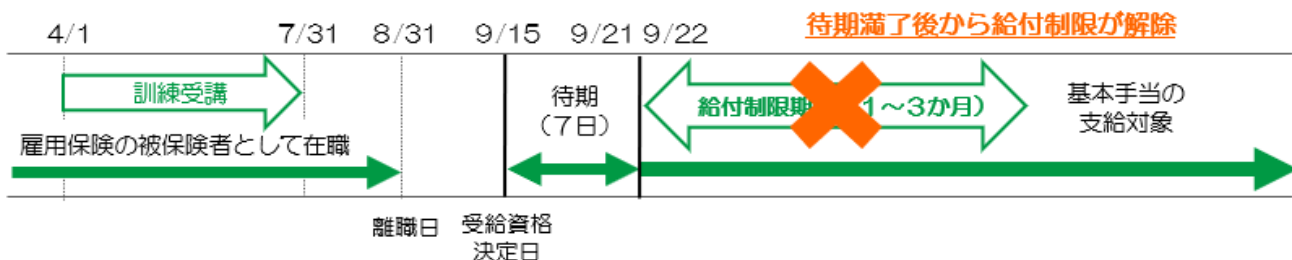 待期満了後から給付制限が解除
4/1
7/31
8/31
9/15
9/21
9/22
訓練受講
待期
（7日）
給付制限期
1～3か月）
基本手当の
支給対象
雇用保険の被保険者として在職
離職日
受給資格
決定日